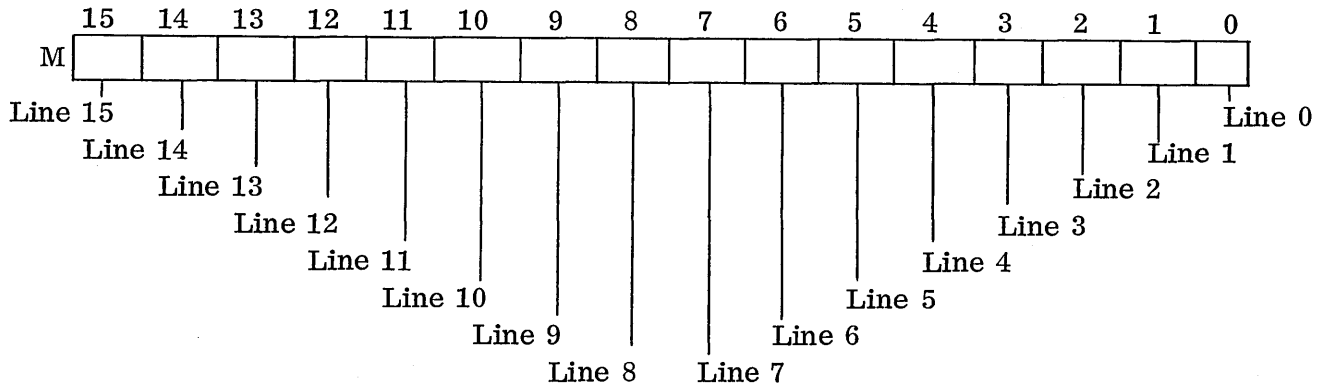 15 14 13 12 11 10 9 8 7 6 5 4 3 2 1 0
M
Line 15 Line 0
Line 14 Line 1
Line 13 Line 2
Line 12 Line 3
Line 11 Line 4
Line 10 Line 5
Line 9 Line 6
Line 8 Line 7